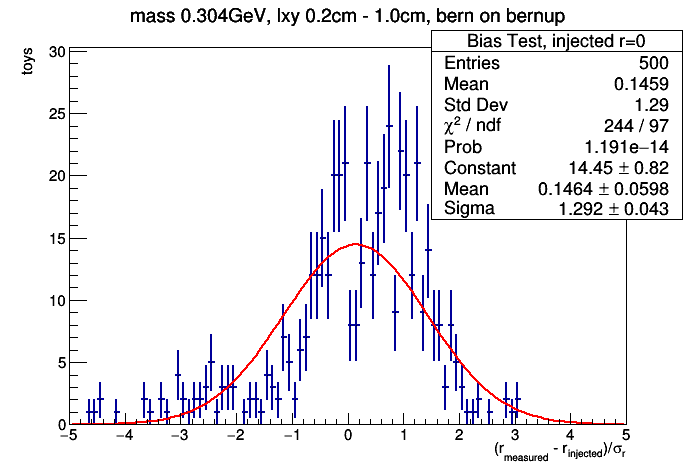 mass 0.304GeV, lxy 0.2cm - 1.0cm, bern on bernup
Bias Test, injected r=0
Entries 500
Mean 0.1459
Std Dev 1.29
χ² / ndf 244 / 97
Prob 1.191e−14
Constant 14.45 ± 0.82
Mean 0.1464 ± 0.0598
Sigma 1.292 ± 0.043
toys
30
25
20
15
10
5
0
−5 −4 −3 −2 −1 0 1 2 3 4 5
(r_measured - r_injected)/σ_r